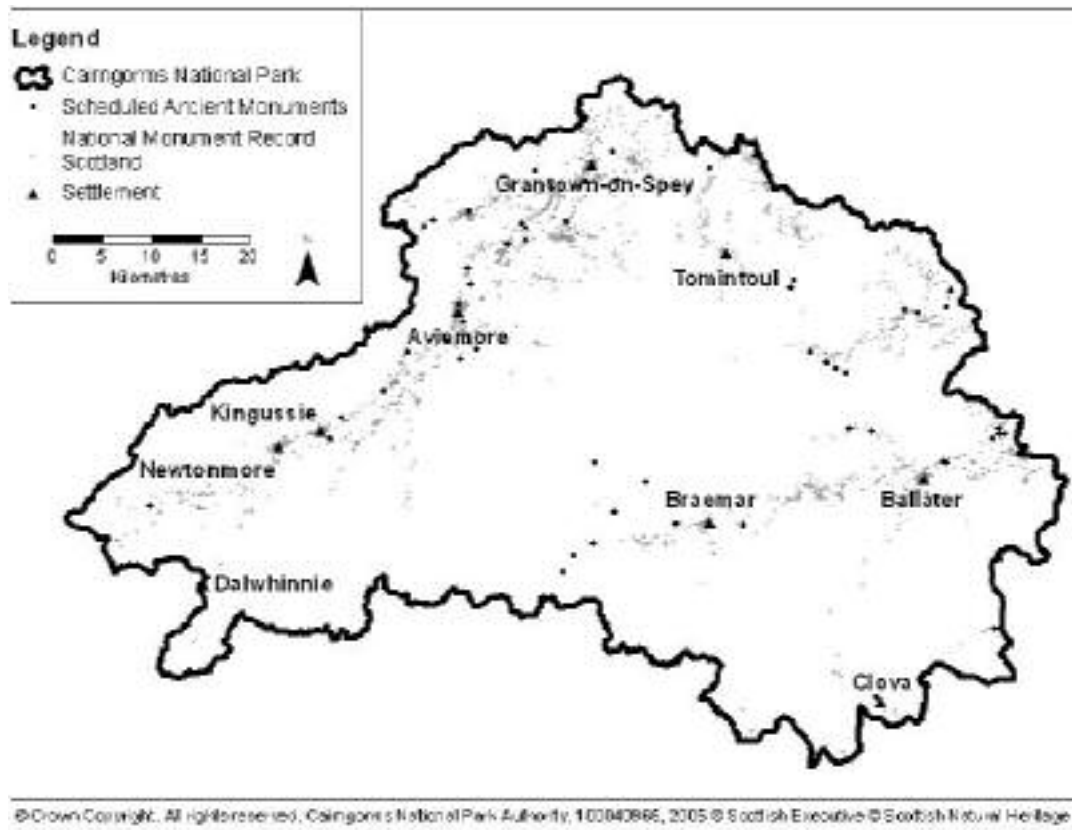 Legend
Cairngorms National Park
Scheduled Ancient Monuments
National Monument Record
Scotland
Settlement
0 5 10 15 20
Kilometres
Grantown-on-Spey
Tomintoul
Aviemore
Kingussie
Newtonmore
Braemar
Ballater
Dalwhinnie
Clova
© Crown Copyright. All rights reserved. Cairngorms National Park Authority, 100040965, 2005 © Scottish Executive © Scottish Natural Heritage